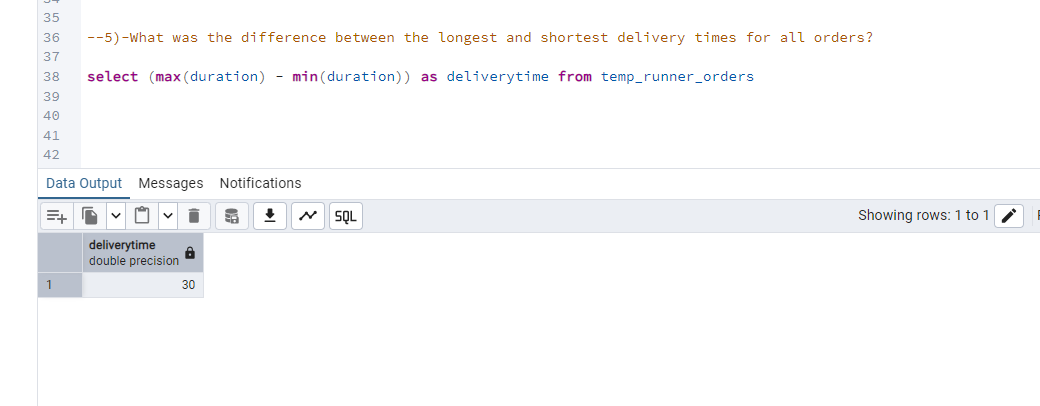 35
36 --5)-What was the difference between the longest and shortest delivery times for all orders?
37
38 select (max(duration) - min(duration)) as deliverytime from temp_runner_orders
39
40
41
42
Data Output Messages Notifications
SQL Showing rows: 1 to 1
deliverytime
double precision
1 30